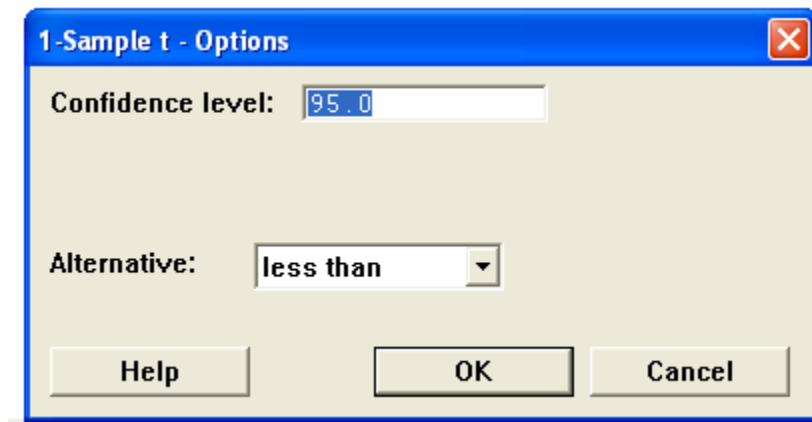 1-Sample t - Options
Confidence level: 95.0
Alternative: less than
Help OK Cancel